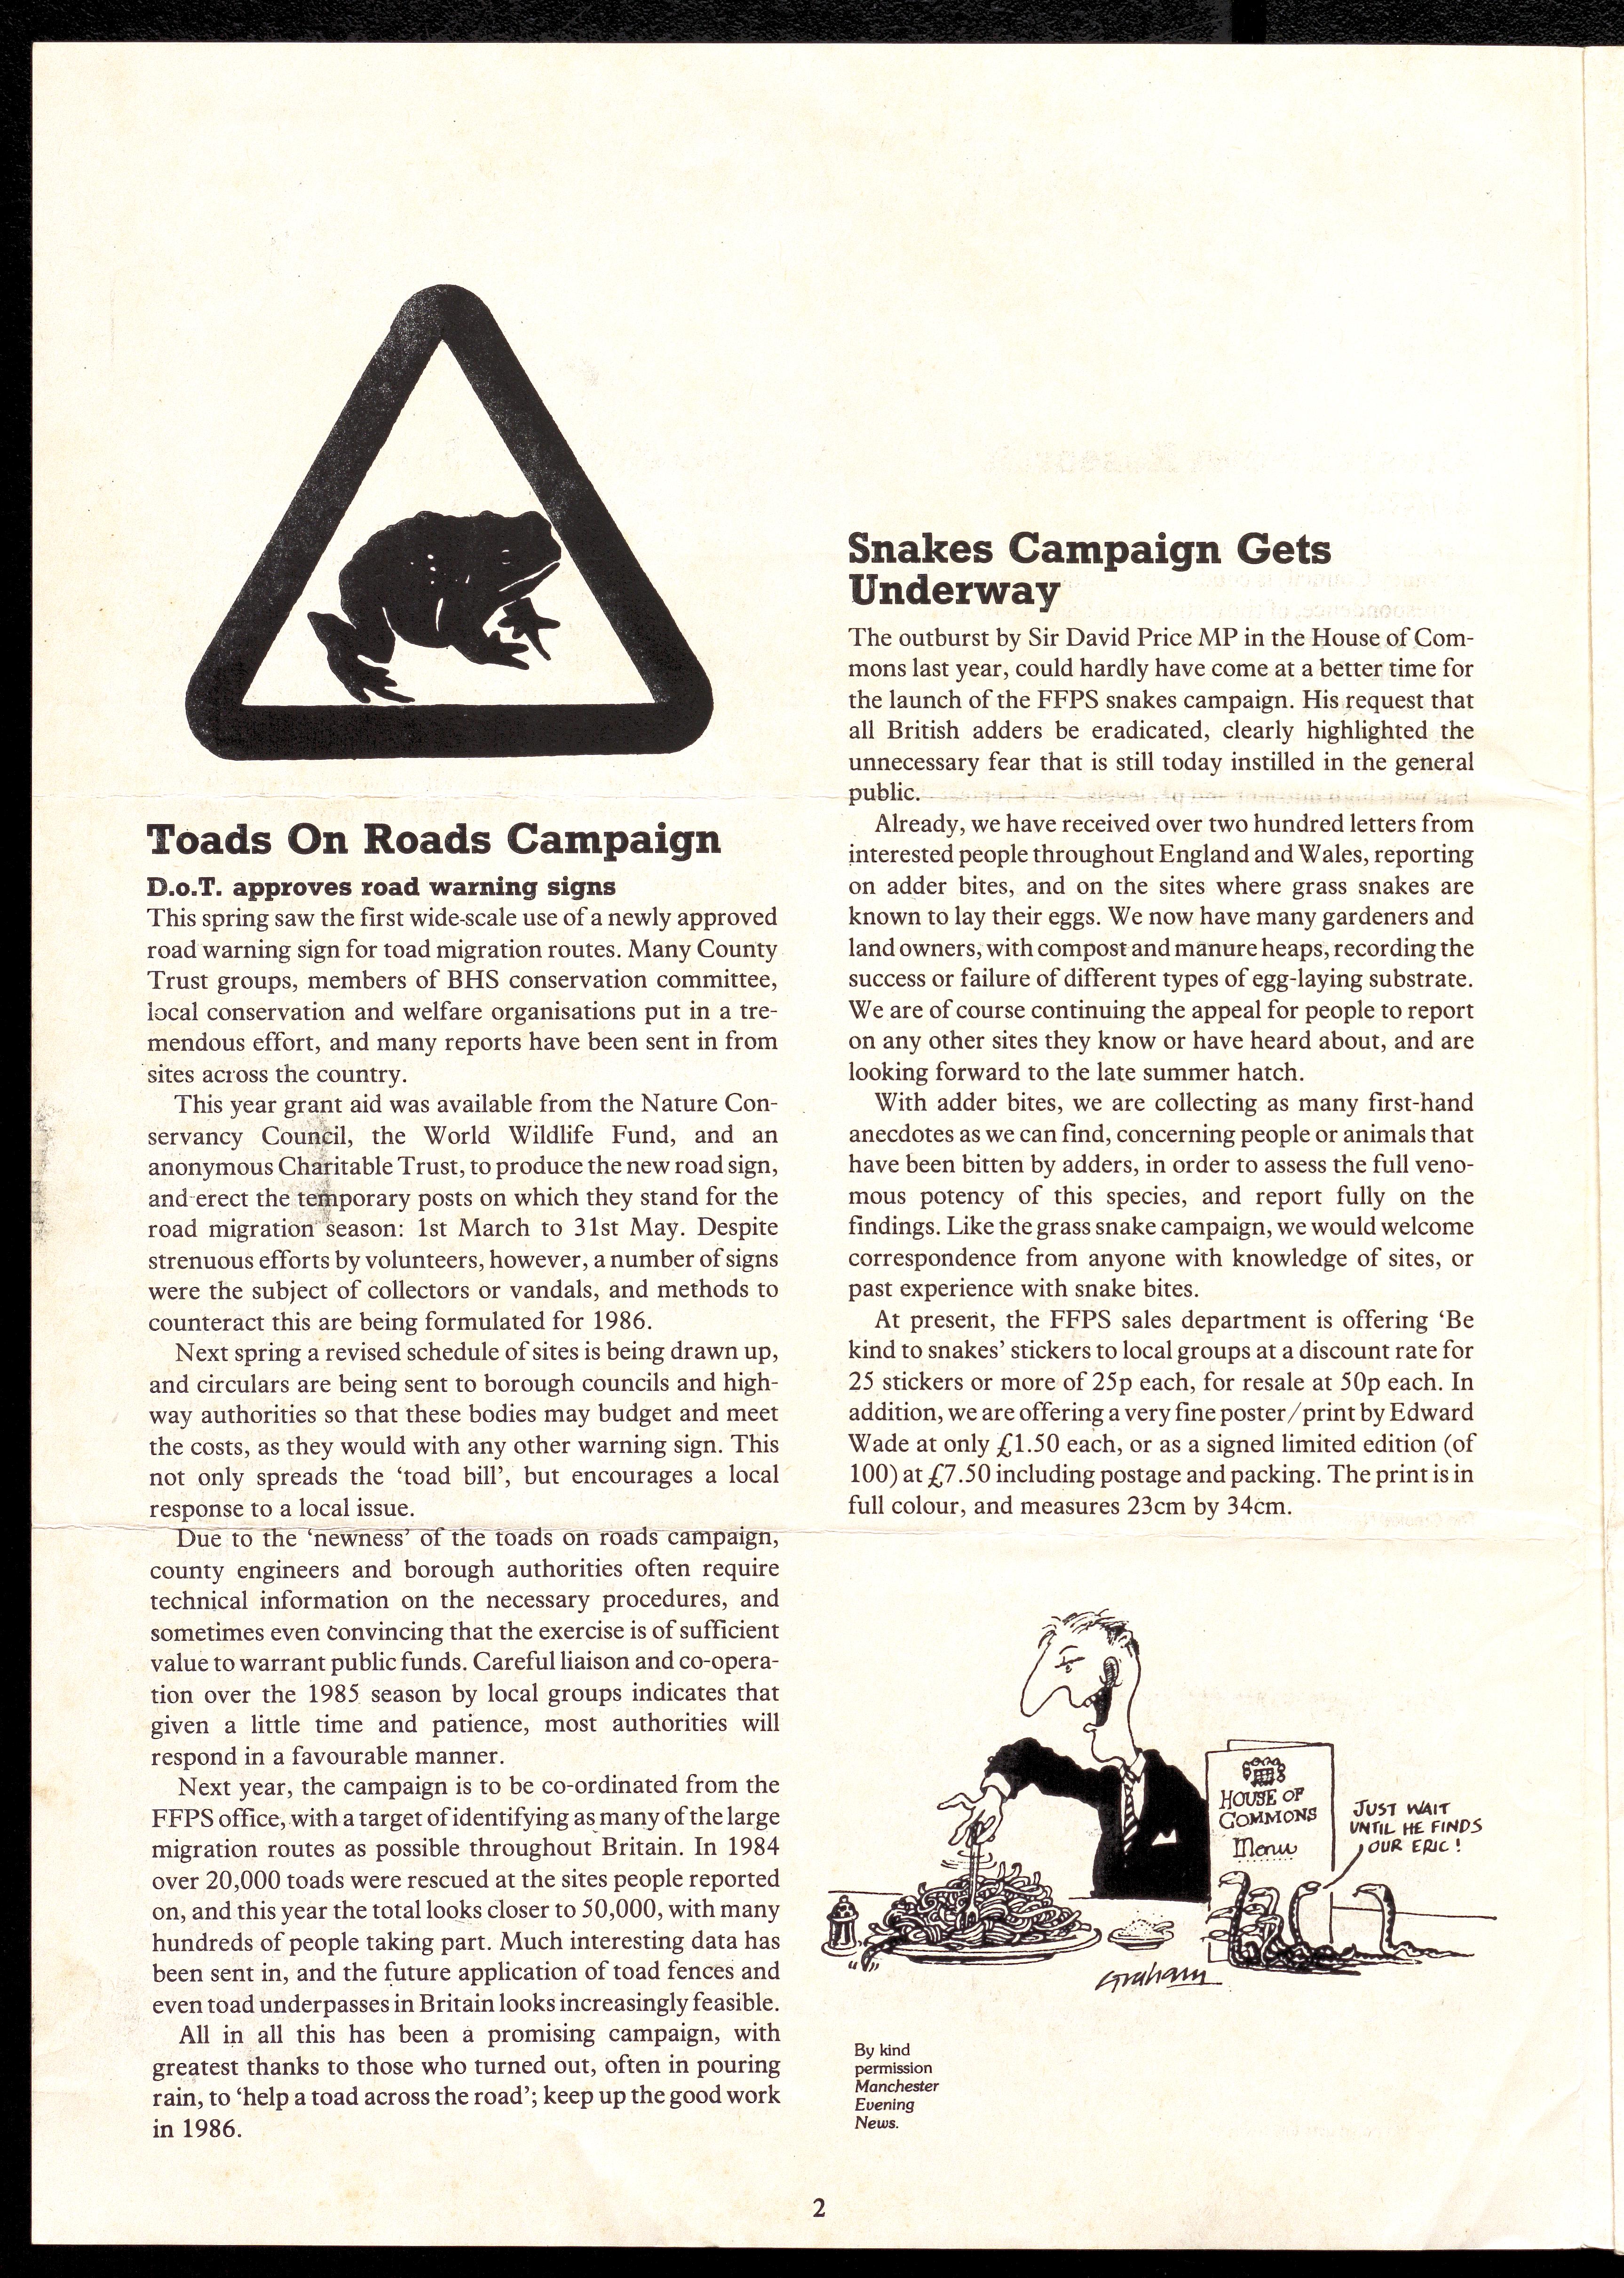 Toads On Roads Campaign
D.o.T. approves road warning signs
This spring saw the first wide-scale use of a newly approved
road warning sign for toad migration routes. Many County
Trust groups, members of BHS conservation committee,
local conservation and welfare organisations put in a tre-
mendous effort, and many reports have been sent in from
sites across the country.
This year grant aid was available from the Nature Con-
servancy Council, the World Wildlife Fund, and an
anonymous Charitable Trust, to produce the new road sign,
and erect the temporary posts on which they stand for the
road migration season: 1st March to 31st May. Despite
strenuous efforts by volunteers, however, a number of signs
were the subject of collectors or vandals, and methods to
counteract this are being formulated for 1986.
Next spring a revised schedule of sites is being drawn up,
and circulars are being sent to borough councils and high-
way authorities so that these bodies may budget and meet
the costs, as they would with any other warning sign. This
not only spreads the ‘toad bill’, but encourages a local
response to a local issue.
Due to the ‘newness’ of the toads on roads campaign,
county engineers and borough authorities often require
technical information on the necessary procedures, and
sometimes even convincing that the exercise is of sufficient
value to warrant public funds. Careful liaison and co-opera-
tion over the 1985 season by local groups indicates that
given a little time and patience, most authorities will
respond in a favourable manner.
Next year, the campaign is to be co-ordinated from the
FFPS office, with a target of identifying as many of the large
migration routes as possible throughout Britain. In 1984
over 20,000 toads were rescued at the sites people reported
on, and this year the total looks closer to 50,000, with many
hundreds of people taking part. Much interesting data has
been sent in, and the future application of toad fences and
even toad underpasses in Britain looks increasingly feasible.
All in all this has been a promising campaign, with
greatest thanks to those who turned out, often in pouring
rain, to ‘help a toad across the road’; keep up the good work
in 1986.
Snakes Campaign Gets
Underway
The outburst by Sir David Price MP in the House of Com-
mons last year, could hardly have come at a better time for
the launch of the FFPS snakes campaign. His request that
all British adders be eradicated, clearly highlighted the
unnecessary fear that is still today instilled in the general
public.
Already, we have received over two hundred letters from
interested people throughout England and Wales, reporting
on adder bites, and on the sites where grass snakes are
known to lay their eggs. We now have many gardeners and
land owners, with compost and manure heaps, recording the
success or failure of different types of egg-laying substrate.
We are of course continuing the appeal for people to report
on any other sites they know or have heard about, and are
looking forward to the late summer hatch.
With adder bites, we are collecting as many first-hand
anecdotes as we can find, concerning people or animals that
have been bitten by adders, in order to assess the full veno-
mous potency of this species, and report fully on the
findings. Like the grass snake campaign, we would welcome
correspondence from anyone with knowledge of sites, or
past experience with snake bites.
At present, the FFPS sales department is offering ‘Be
kind to snakes’ stickers to local groups at a discount rate for
25 stickers or more of 25p each, for resale at 50p each. In
addition, we are offering a very fine poster/print by Edward
Wade at only £1.50 each, or as a signed limited edition (of
100) at £7.50 including postage and packing. The print is in
full colour, and measures 23cm by 34cm.
HOUSE OF
COMMONS
Menu
JUST WAIT
UNTIL HE FINDS
OUR ERIC!
Graham
By kind
permission
Manchester
Evening
News.
2